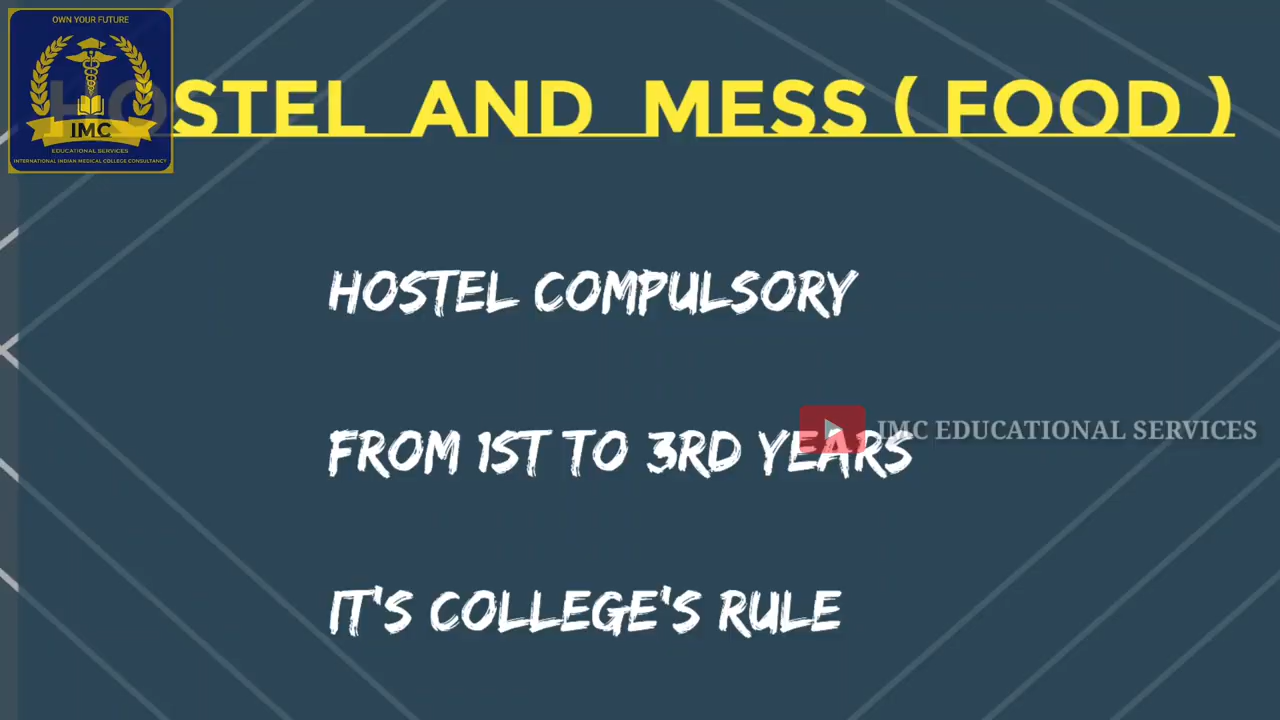 OWN YOUR FUTURE
IMC
EDUCATIONAL SERVICES
INTERNATIONAL INDIAN MEDICAL COLLEGE CONSULTANCY
HOSTEL AND MESS ( FOOD )
HOSTEL COMPULSORY
FROM 1ST TO 3RD YEARS
IMC EDUCATIONAL SERVICES
IT'S COLLEGE'S RULE